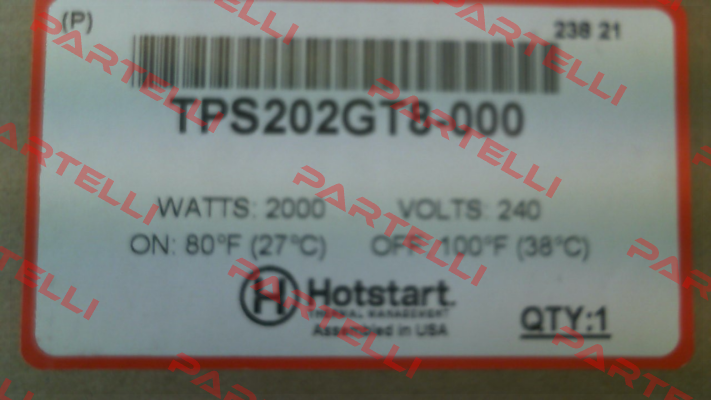 (P) 238 21
TPS202GT8-000
WATTS: 2000 VOLTS: 240
ON: 80°F (27°C) OFF: 100°F (38°C)
H Hotstart.
THERMAL MANAGEMENT
Assembled in USA
QTY:1
PARTELLI
PARTELLI
PARTELLI
PARTELLI
PARTELLI
PARTELLI
PARTELLI